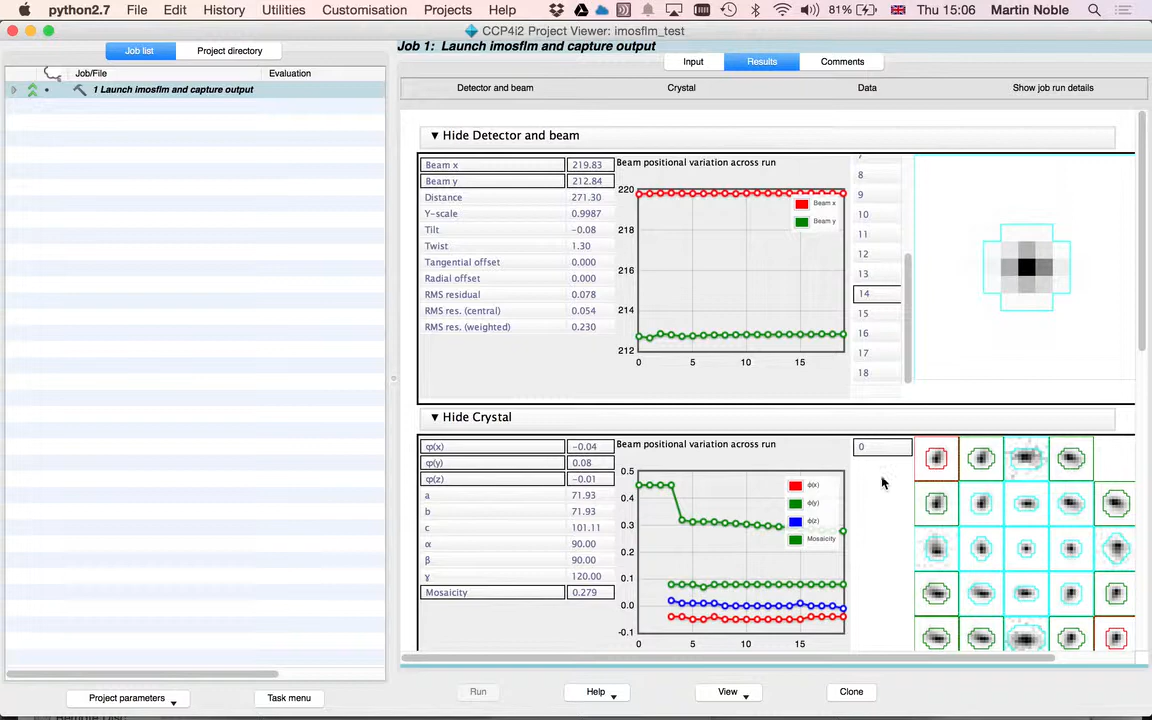 python2.7 File Edit History Utilities Customisation Projects Help 81% Thu 15:06 Martin Noble
CCP4I2 Project Viewer: imosflm_test
Job list Project directory
Job/File Evaluation
1 Launch imosflm and capture output
Job 1: Launch imosflm and capture output
Input Results Comments
Detector and beam Crystal Data Show job run details
▼ Hide Detector and beam
Beam x 219.83
Beam y 212.84
Distance 271.30
Y-scale 0.9987
Tilt -0.08
Twist 1.30
Tangential offset 0.000
Radial offset 0.000
RMS residual 0.078
RMS res. (central) 0.054
RMS res. (weighted) 0.230
Beam positional variation across run
220
218
216
214
212
0 5 10 15
Beam x
Beam y
8
9
10
11
12
13
14
15
16
17
18
▼ Hide Crystal
φ(x) -0.04
φ(y) 0.08
φ(z) -0.01
a 71.93
b 71.93
c 101.11
α 90.00
β 90.00
γ 120.00
Mosaicity 0.279
Beam positional variation across run
0.5
0.4
0.3
0.2
0.1
0.0
-0.1
0 5 10 15
φ(x)
φ(y)
φ(z)
Mosaicity
0
Project parameters Task menu Run Help View Clone